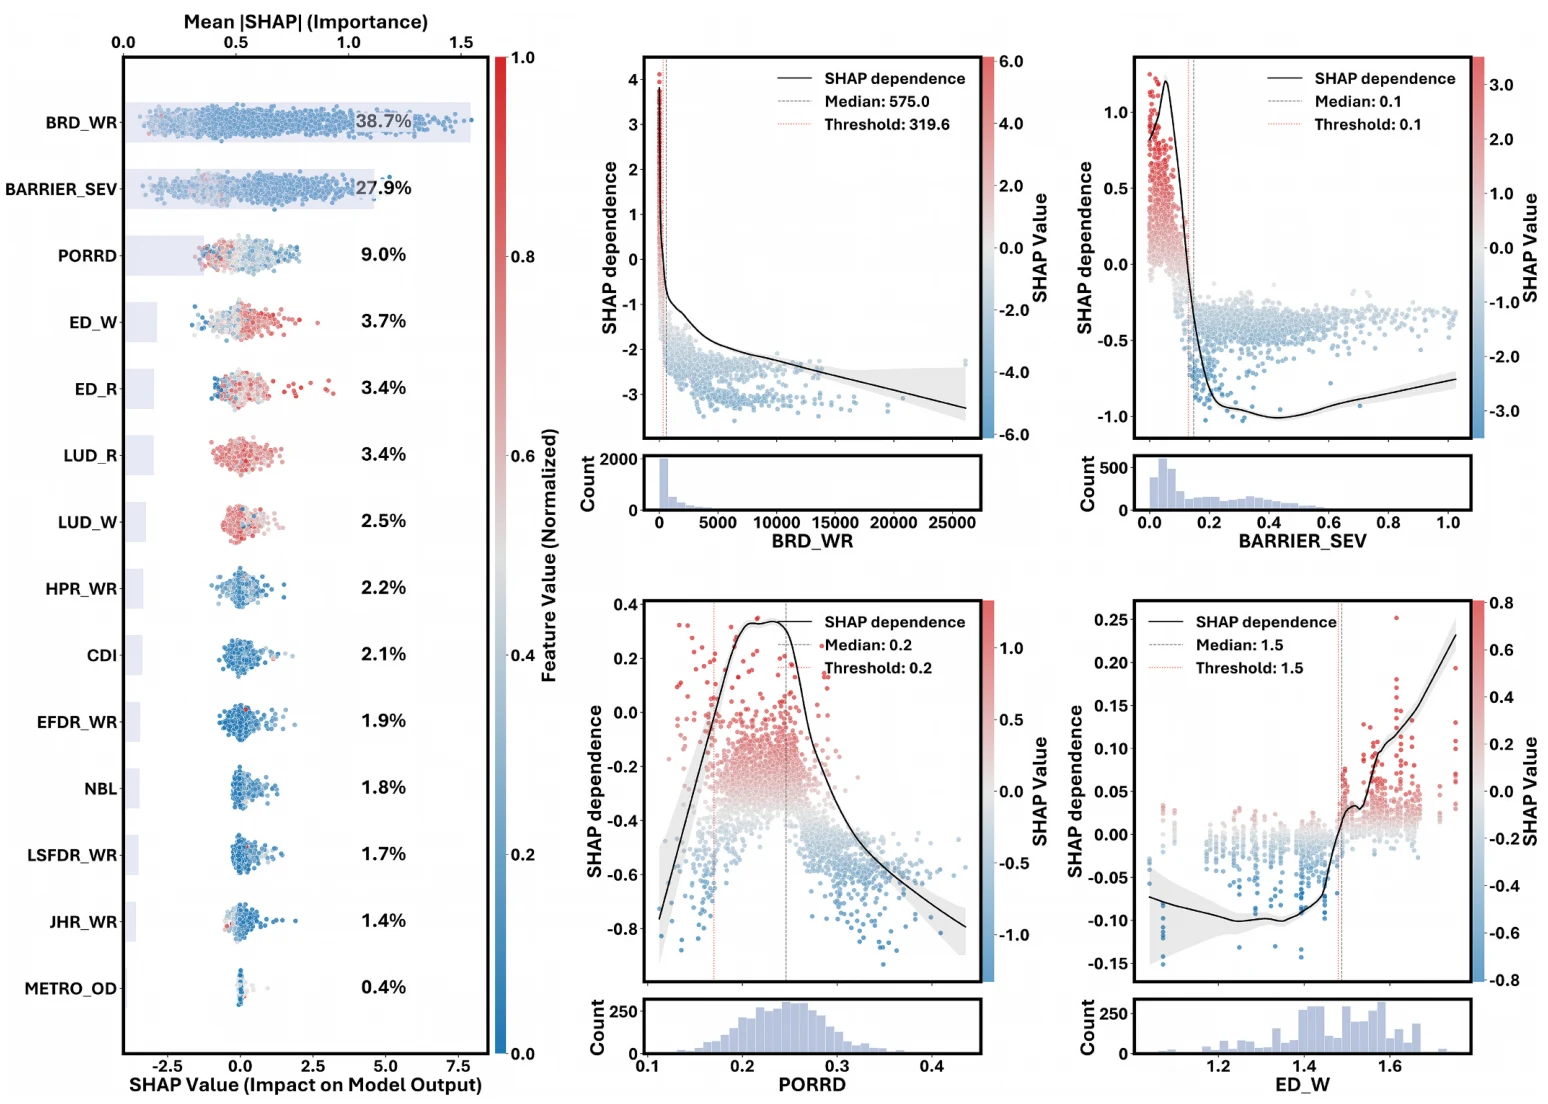 Mean |SHAP| (Importance)
0.0 0.5 1.0 1.5
BRD_WR 38.7%
BARRIER_SEV 27.9%
PORRD 9.0%
ED_W 3.7%
ED_R 3.4%
LUD_R 3.4%
LUD_W 2.5%
HPR_WR 2.2%
CDI 2.1%
EFDR_WR 1.9%
NBL 1.8%
LSFDR_WR 1.7%
JHR_WR 1.4%
METRO_OD 0.4%
-2.5 0.0 2.5 5.0 7.5
SHAP Value (Impact on Model Output)
1.0
0.8
0.6
0.4
0.2
0.0
Feature Value (Normalized)
SHAP dependence
Median: 575.0
Threshold: 319.6
4
3
2
1
0
-1
-2
-3
SHAP dependence
6.0
4.0
2.0
0.0
-2.0
-4.0
-6.0
SHAP Value
2000
0
Count
0 5000 10000 15000 20000 25000
BRD_WR
SHAP dependence
Median: 0.1
Threshold: 0.1
1.0
0.5
0.0
-0.5
-1.0
SHAP dependence
3.0
2.0
1.0
0.0
-1.0
-2.0
-3.0
SHAP Value
500
0
Count
0.0 0.2 0.4 0.6 0.8 1.0
BARRIER_SEV
SHAP dependence
Median: 0.2
Threshold: 0.2
0.4
0.2
0.0
-0.2
-0.4
-0.6
-0.8
SHAP dependence
1.0
0.5
0.0
-0.5
-1.0
SHAP Value
250
0
Count
0.1 0.2 0.3 0.4
PORRD
SHAP dependence
Median: 1.5
Threshold: 1.5
0.25
0.20
0.15
0.10
0.05
0.00
-0.05
-0.10
-0.15
SHAP dependence
0.8
0.6
0.4
0.2
0.0
-0.2
-0.4
-0.6
-0.8
SHAP Value
250
0
Count
1.2 1.4 1.6
ED_W